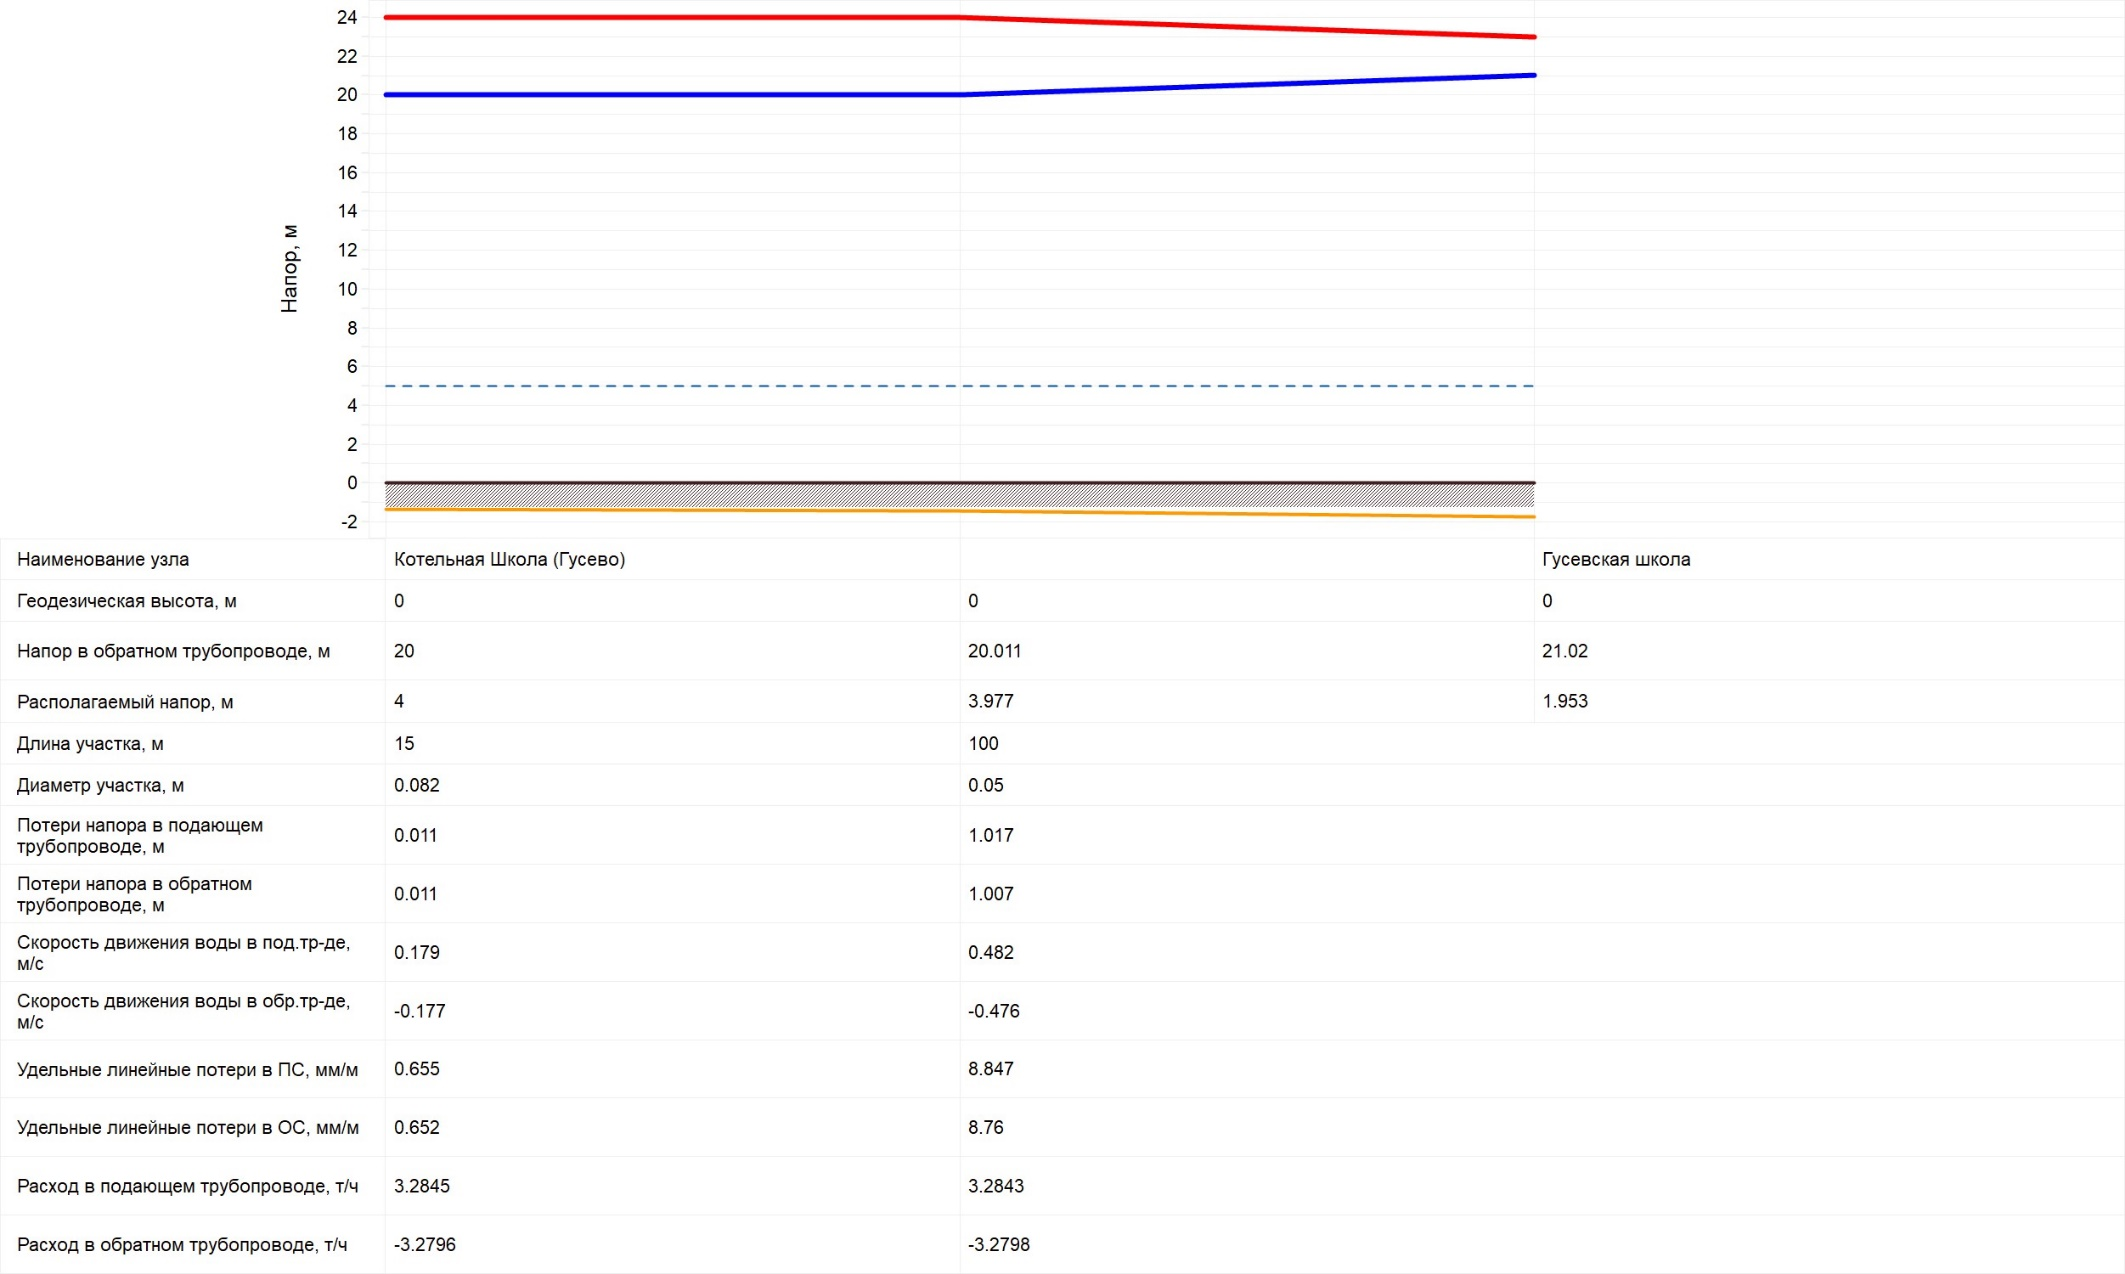 24
22
20
18
16
14
12
10
8
6
4
2
0
-2
Напор, м
Наименование узла Котельная Школа (Гусево) Гусевская школа
Геодезическая высота, м 0 0 0
Напор в обратном трубопроводе, м 20 20.011 21.02
Располагаемый напор, м 4 3.977 1.953
Длина участка, м 15 100
Диаметр участка, м 0.082 0.05
Потери напора в подающем
трубопроводе, м 0.011 1.017
Потери напора в обратном
трубопроводе, м 0.011 1.007
Скорость движения воды в под.тр-де,
м/с 0.179 0.482
Скорость движения воды в обр.тр-де,
м/с -0.177 -0.476
Удельные линейные потери в ПС, мм/м 0.655 8.847
Удельные линейные потери в ОС, мм/м 0.652 8.76
Расход в подающем трубопроводе, т/ч 3.2845 3.2843
Расход в обратном трубопроводе, т/ч -3.2796 -3.2798